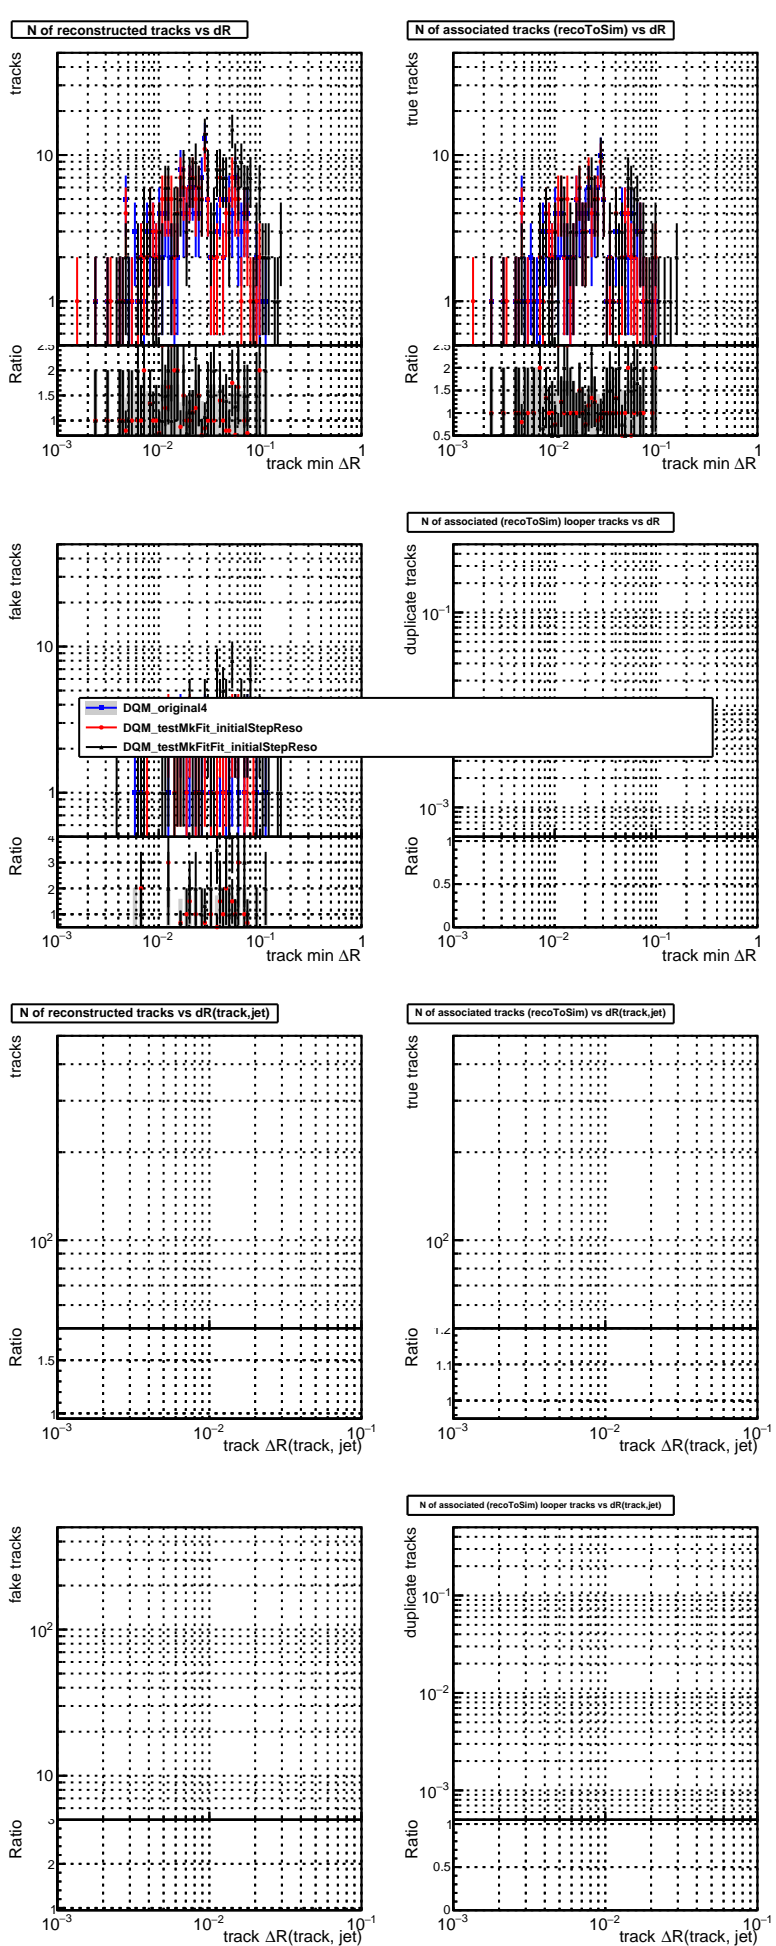 N of reconstructed tracks vs dR
tracks
10
1
Ratio
2.5
2
1.5
1
10−3 10−2 10−1 1
track min ΔR
N of associated tracks (recoToSim) vs dR
true tracks
10
1
Ratio
2.5
2
1.5
1
0.5
10−3 10−2 10−1 1
track min ΔR
fake tracks
10
1
Ratio
4
3
2
1
10−3 10−2 10−1 1
track min ΔR
N of associated (recoToSim) looper tracks vs dR
duplicate tracks
10−1
10−3
Ratio
1
0.5
0
10−3 10−2 10−1 1
track min ΔR
DQM_original4
DQM_testMkFit_initialStepReso
DQM_testMkFitFit_initialStepReso
N of reconstructed tracks vs dR(track,jet)
tracks
102
Ratio
1.5
1
10−3 10−2 10−1
track ΔR(track, jet)
N of associated tracks (recoToSim) vs dR(track,jet)
true tracks
102
Ratio
1.2
1.1
1
10−3 10−2 10−1
track ΔR(track, jet)
fake tracks
102
10
Ratio
3
2
1
10−3 10−2 10−1
track ΔR(track, jet)
N of associated (recoToSim) looper tracks vs dR(track,jet)
duplicate tracks
10−1
10−2
10−3
Ratio
1
0.5
0
10−3 10−2 10−1
track ΔR(track, jet)